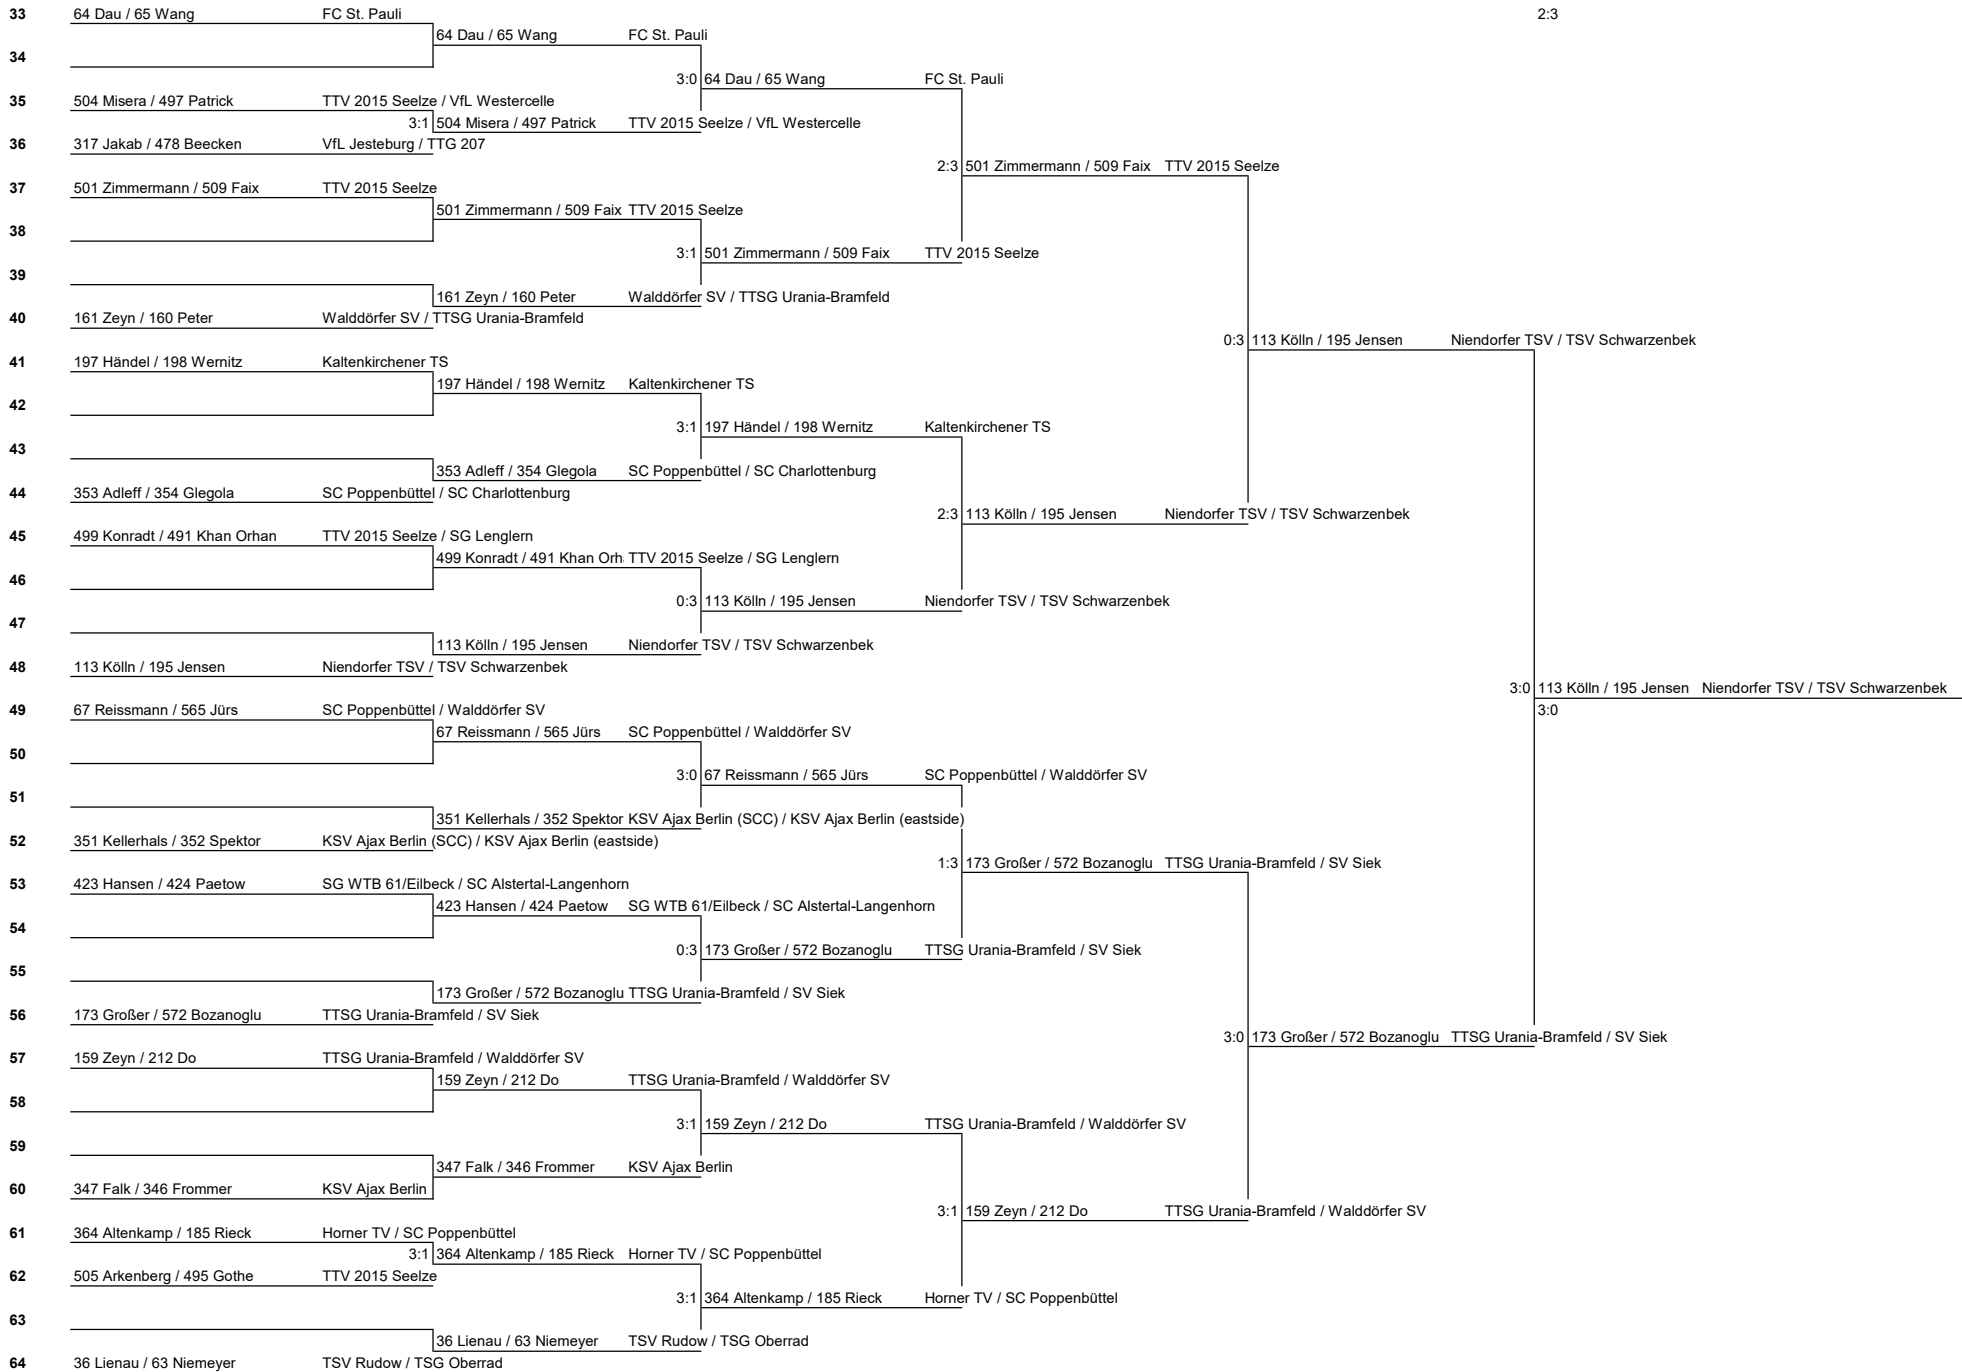 33 64 Dau / 65 Wang FC St. Pauli 2:3
64 Dau / 65 Wang FC St. Pauli
34
3:0 64 Dau / 65 Wang FC St. Pauli
35 504 Misera / 497 Patrick TTV 2015 Seelze / VfL Westercelle
3:1 504 Misera / 497 Patrick TTV 2015 Seelze / VfL Westercelle
36 317 Jakab / 478 Beecken VfL Jesteburg / TTG 207
2:3 501 Zimmermann / 509 Faix TTV 2015 Seelze
37 501 Zimmermann / 509 Faix TTV 2015 Seelze
501 Zimmermann / 509 Faix TTV 2015 Seelze
38
3:1 501 Zimmermann / 509 Faix TTV 2015 Seelze
39
161 Zeyn / 160 Peter Walddörfer SV / TTSG Urania-Bramfeld
40 161 Zeyn / 160 Peter Walddörfer SV / TTSG Urania-Bramfeld
0:3 113 Kölln / 195 Jensen Niendorfer TSV / TSV Schwarzenbek
41 197 Händel / 198 Wernitz Kaltenkirchener TS
197 Händel / 198 Wernitz Kaltenkirchener TS
42
3:1 197 Händel / 198 Wernitz Kaltenkirchener TS
43
353 Adleff / 354 Glegola SC Poppenbüttel / SC Charlottenburg
44 353 Adleff / 354 Glegola SC Poppenbüttel / SC Charlottenburg
2:3 113 Kölln / 195 Jensen Niendorfer TSV / TSV Schwarzenbek
45 499 Konradt / 491 Khan Orhan TTV 2015 Seelze / SG Lenglern
499 Konradt / 491 Khan Orh TTV 2015 Seelze / SG Lenglern
46
0:3 113 Kölln / 195 Jensen Niendorfer TSV / TSV Schwarzenbek
47
113 Kölln / 195 Jensen Niendorfer TSV / TSV Schwarzenbek
48 113 Kölln / 195 Jensen Niendorfer TSV / TSV Schwarzenbek
3:0 113 Kölln / 195 Jensen Niendorfer TSV / TSV Schwarzenbek
49 67 Reissmann / 565 Jürs SC Poppenbüttel / Walddörfer SV 3:0
67 Reissmann / 565 Jürs SC Poppenbüttel / Walddörfer SV
50
3:0 67 Reissmann / 565 Jürs SC Poppenbüttel / Walddörfer SV
51
351 Kellerhals / 352 Spektor KSV Ajax Berlin (SCC) / KSV Ajax Berlin (eastside)
52 351 Kellerhals / 352 Spektor KSV Ajax Berlin (SCC) / KSV Ajax Berlin (eastside)
1:3 173 Großer / 572 Bozanoglu TTSG Urania-Bramfeld / SV Siek
53 423 Hansen / 424 Paetow SG WTB 61/Eilbeck / SC Alstertal-Langenhorn
423 Hansen / 424 Paetow SG WTB 61/Eilbeck / SC Alstertal-Langenhorn
54
0:3 173 Großer / 572 Bozanoglu TTSG Urania-Bramfeld / SV Siek
55
173 Großer / 572 Bozanoglu TTSG Urania-Bramfeld / SV Siek
56 173 Großer / 572 Bozanoglu TTSG Urania-Bramfeld / SV Siek
3:0 173 Großer / 572 Bozanoglu TTSG Urania-Bramfeld / SV Siek
57 159 Zeyn / 212 Do TTSG Urania-Bramfeld / Walddörfer SV
159 Zeyn / 212 Do TTSG Urania-Bramfeld / Walddörfer SV
58
3:1 159 Zeyn / 212 Do TTSG Urania-Bramfeld / Walddörfer SV
59
347 Falk / 346 Frommer KSV Ajax Berlin
60 347 Falk / 346 Frommer KSV Ajax Berlin
3:1 159 Zeyn / 212 Do TTSG Urania-Bramfeld / Walddörfer SV
61 364 Altenkamp / 185 Rieck Horner TV / SC Poppenbüttel
3:1 364 Altenkamp / 185 Rieck Horner TV / SC Poppenbüttel
62 505 Arkenberg / 495 Gothe TTV 2015 Seelze
3:1 364 Altenkamp / 185 Rieck Horner TV / SC Poppenbüttel
63
36 Lienau / 63 Niemeyer TSV Rudow / TSG Oberrad
64 36 Lienau / 63 Niemeyer TSV Rudow / TSG Oberrad